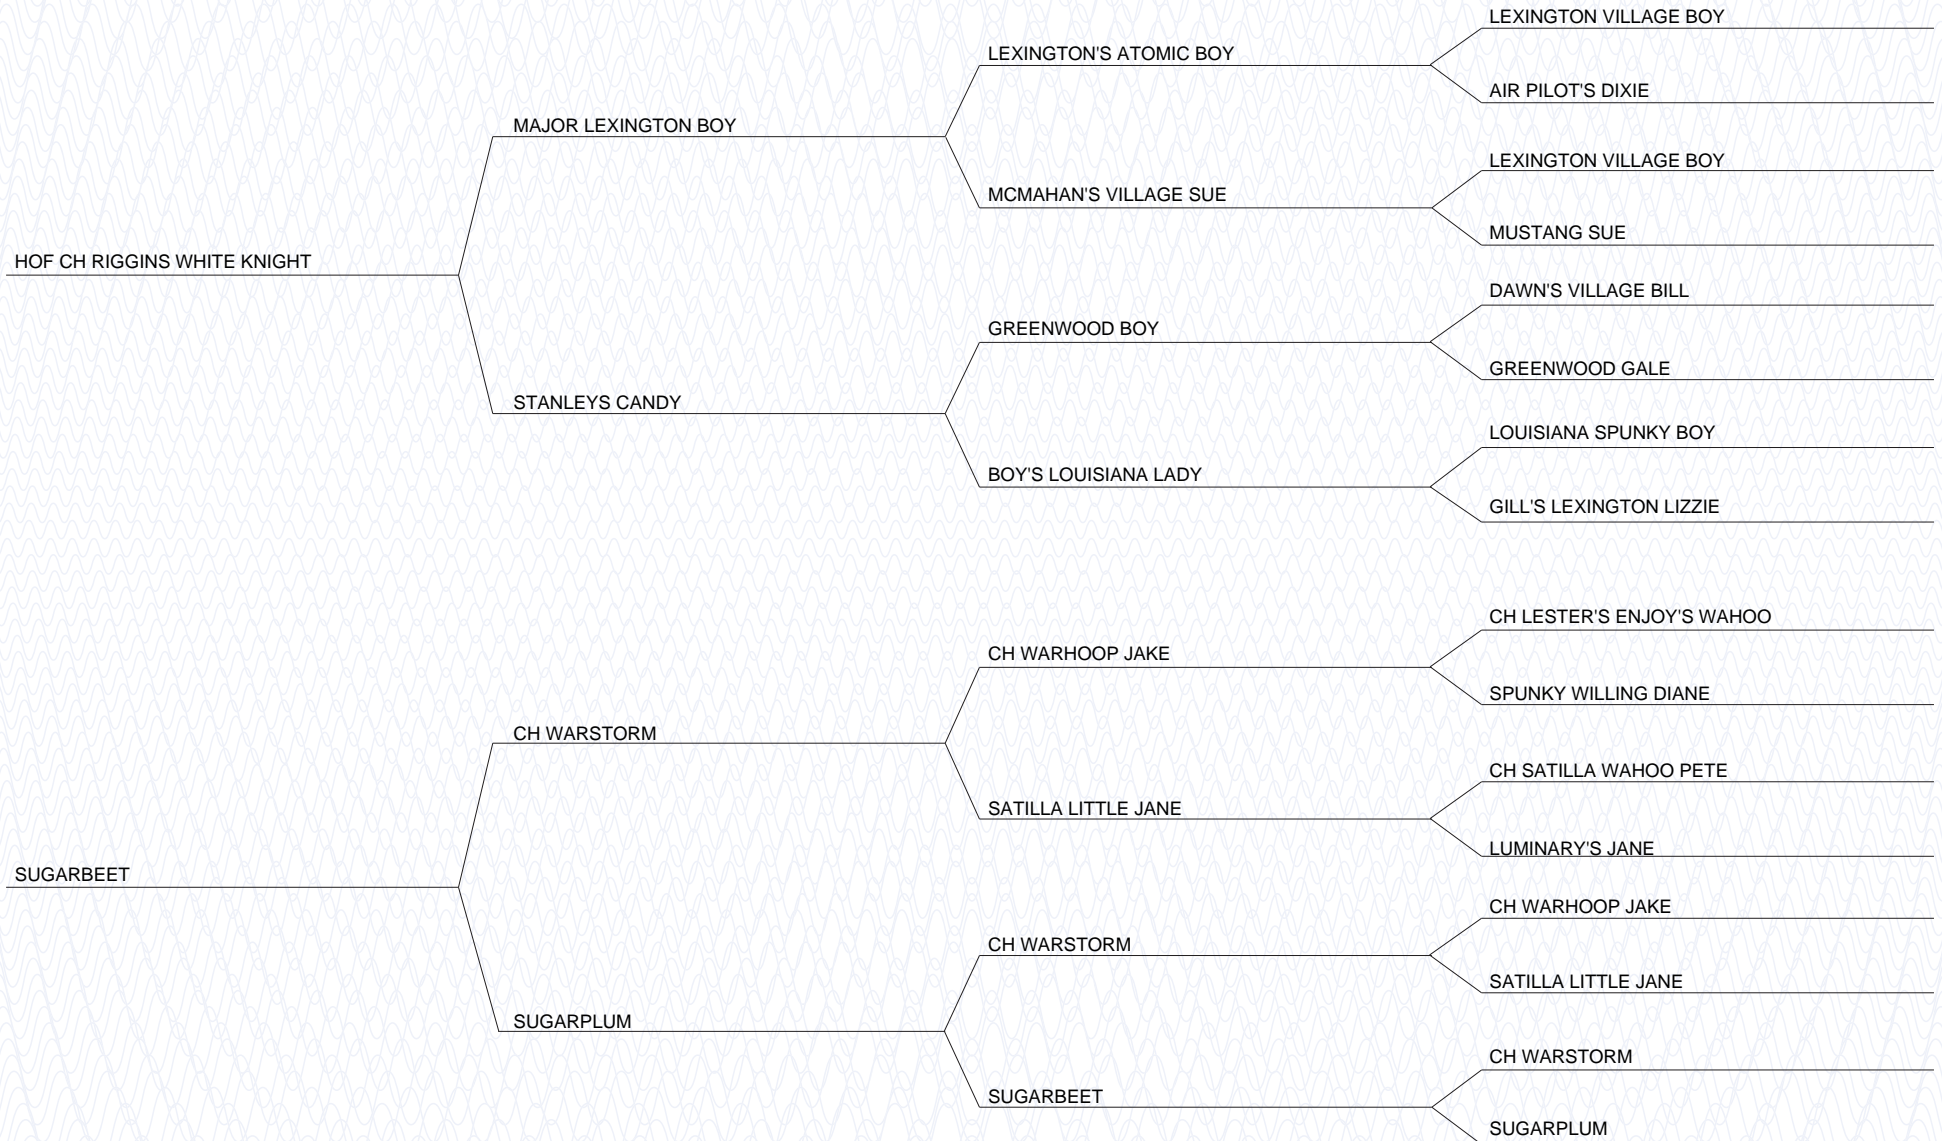 LEXINGTON VILLAGE BOY
LEXINGTON'S ATOMIC BOY
AIR PILOT'S DIXIE
MAJOR LEXINGTON BOY
LEXINGTON VILLAGE BOY
MCMAHAN'S VILLAGE SUE
MUSTANG SUE
HOF CH RIGGINS WHITE KNIGHT
DAWN'S VILLAGE BILL
GREENWOOD BOY
GREENWOOD GALE
STANLEYS CANDY
LOUISIANA SPUNKY BOY
BOY'S LOUISIANA LADY
GILL'S LEXINGTON LIZZIE
CH LESTER'S ENJOY'S WAHOO
CH WARHOOP JAKE
SPUNKY WILLING DIANE
CH WARSTORM
CH SATILLA WAHOO PETE
SATILLA LITTLE JANE
LUMINARY'S JANE
SUGARBEET
CH WARHOOP JAKE
CH WARSTORM
SATILLA LITTLE JANE
SUGARPLUM
CH WARSTORM
SUGARBEET
SUGARPLUM